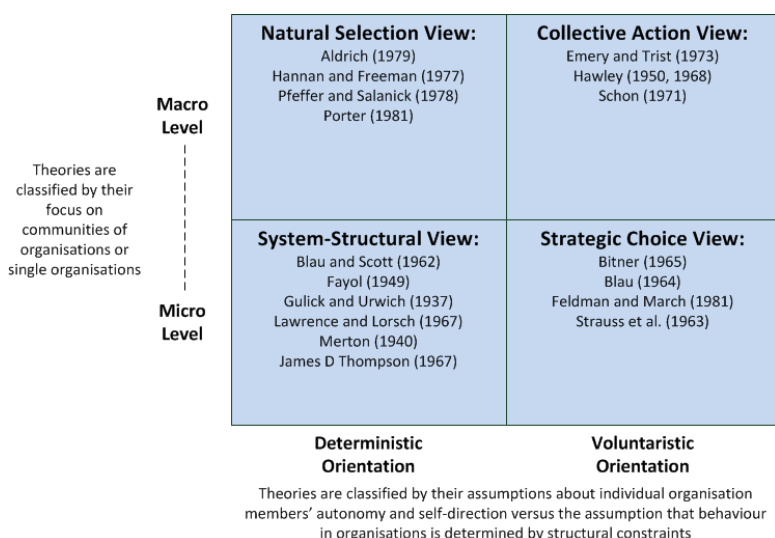 Natural Selection View:
Aldrich (1979)
Hannan and Freeman (1977)
Pfeffer and Salanick (1978)
Porter (1981)
Collective Action View:
Emery and Trist (1973)
Hawley (1950, 1968)
Schon (1971)
Macro
Level
Theories are
classified by their
focus on
communities of
organisations or
single organisations
Micro
Level
System-Structural View:
Blau and Scott (1962)
Fayol (1949)
Gulick and Urwich (1937)
Lawrence and Lorsch (1967)
Merton (1940)
James D Thompson (1967)
Strategic Choice View:
Bitner (1965)
Blau (1964)
Feldman and March (1981)
Strauss et al. (1963)
Deterministic
Orientation
Voluntaristic
Orientation
Theories are classified by their assumptions about individual organisation
members’ autonomy and self-direction versus the assumption that behaviour
in organisations is determined by structural constraints